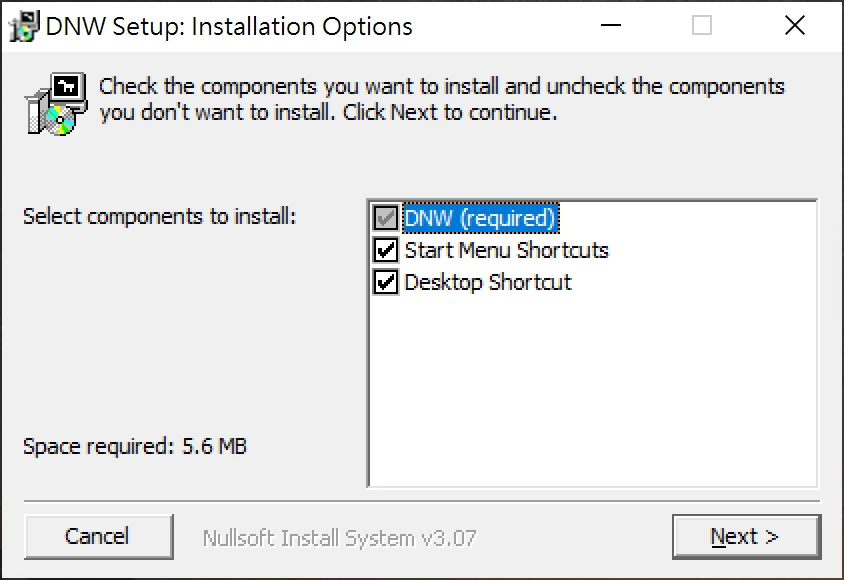 DNW Setup: Installation Options
Check the components you want to install and uncheck the components
you don't want to install. Click Next to continue.
Select components to install:
DNW (required)
Start Menu Shortcuts
Desktop Shortcut
Space required: 5.6 MB
Cancel
Nullsoft Install System v3.07
Next >